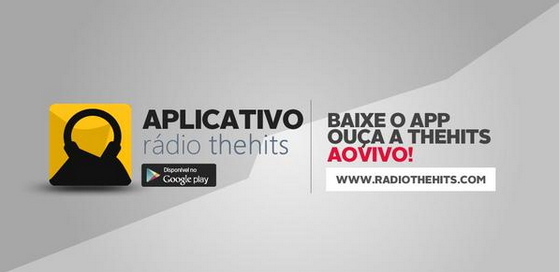 APLICATIVO
rádio thehits
Disponível no
Google play
BAIXE O APP
OUÇA A THEHITS
AOVIVO!
WWW.RADIOTHEHITS.COM